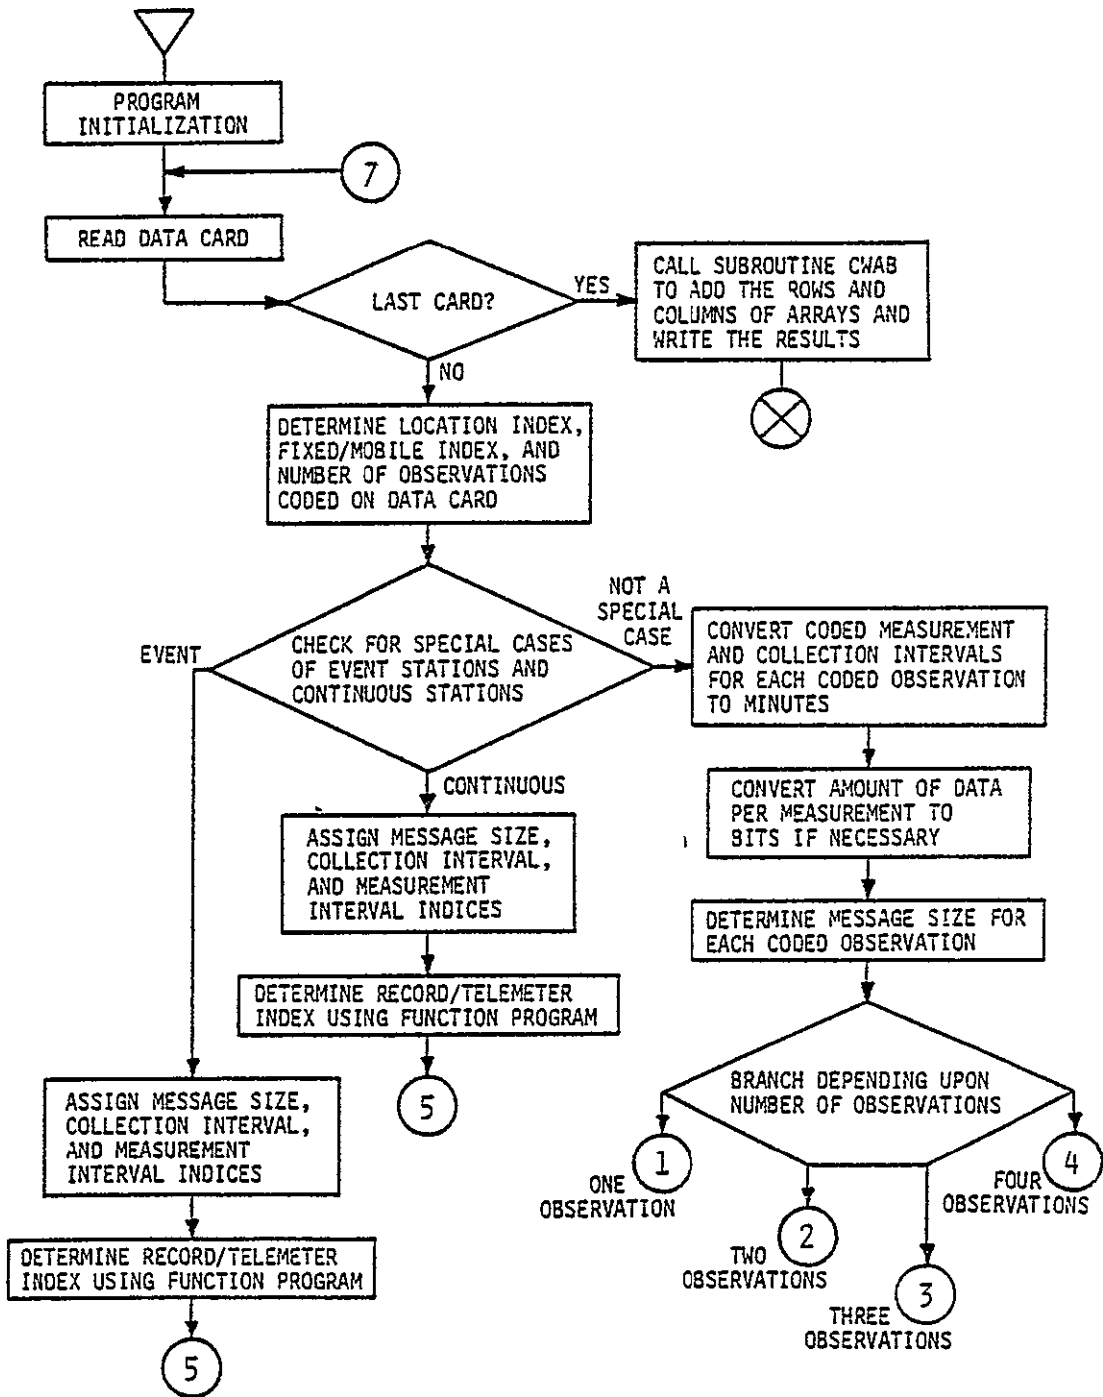 PROGRAM
INITIALIZATION
7
READ DATA CARD
LAST CARD?
YES
CALL SUBROUTINE CWAB
TO ADD THE ROWS AND
COLUMNS OF ARRAYS AND
WRITE THE RESULTS
NO
DETERMINE LOCATION INDEX,
FIXED/MOBILE INDEX, AND
NUMBER OF OBSERVATIONS
CODED ON DATA CARD
CHECK FOR SPECIAL CASES
OF EVENT STATIONS AND
CONTINUOUS STATIONS
NOT A
SPECIAL
CASE
CONVERT CODED MEASUREMENT
AND COLLECTION INTERVALS
FOR EACH CODED OBSERVATION
TO MINUTES
CONVERT AMOUNT OF DATA
PER MEASUREMENT TO
BITS IF NECESSARY
DETERMINE MESSAGE SIZE FOR
EACH CODED OBSERVATION
BRANCH DEPENDING UPON
NUMBER OF OBSERVATIONS
1
ONE
OBSERVATION
2
TWO
OBSERVATIONS
3
THREE
OBSERVATIONS
4
FOUR
OBSERVATIONS
CONTINUOUS
ASSIGN MESSAGE SIZE,
COLLECTION INTERVAL,
AND MEASUREMENT
INTERVAL INDICES
DETERMINE RECORD/TELEMETER
INDEX USING FUNCTION PROGRAM
5
EVENT
ASSIGN MESSAGE SIZE,
COLLECTION INTERVAL,
AND MEASUREMENT
INTERVAL INDICES
DETERMINE RECORD/TELEMETER
INDEX USING FUNCTION PROGRAM
5